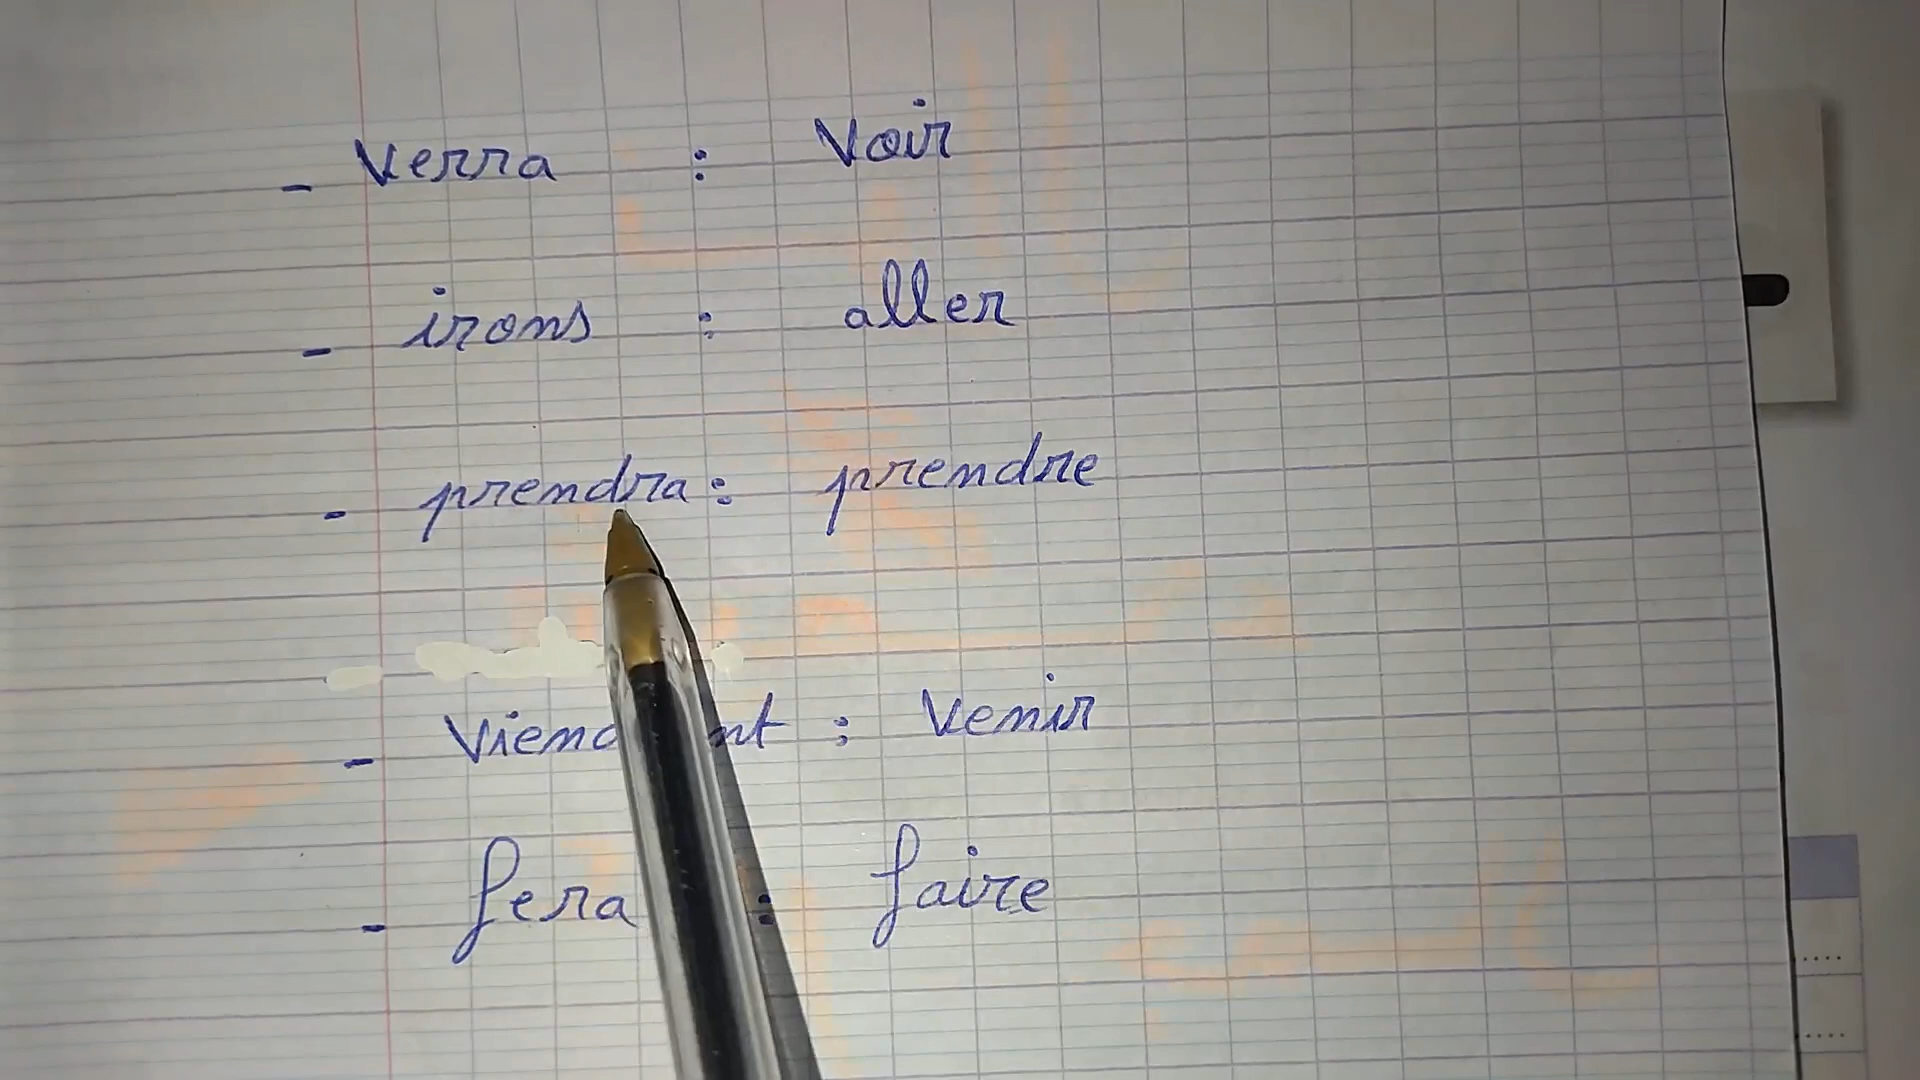 - Verra : Voir
- irons : aller
- prendra : prendre
- : Venir
- fera : faire